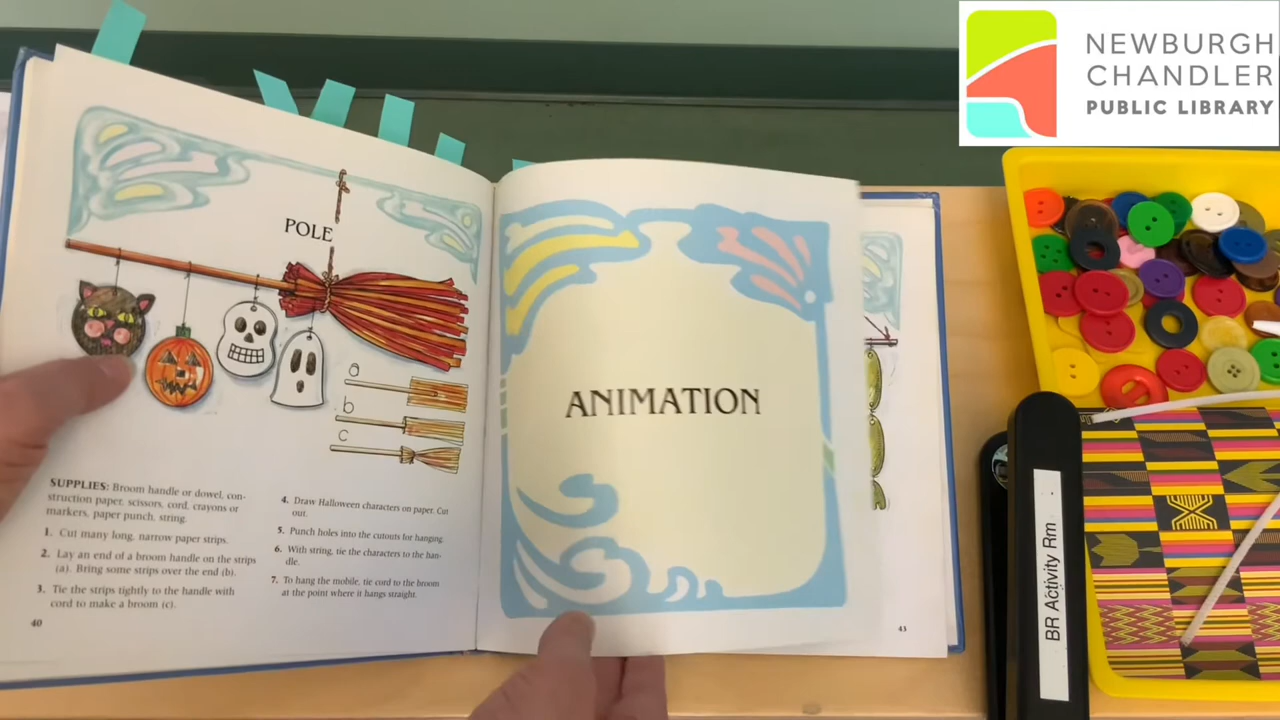 NEWBURGH
CHANDLER
PUBLIC LIBRARY
POLE
a
b
c
SUPPLIES: Broom handle or dowel, con-
struction paper, scissors, cord, crayons or
markers, paper punch, string.
1. Cut many long, narrow paper strips.
2. Lay an end of a broom handle on the strips
(a). Bring some strips over the end (b).
3. Tie the strips tightly to the handle with
cord to make a broom (c).
4. Draw Halloween characters on paper. Cut
out.
5. Punch holes into the cutouts for hanging.
6. With string, tie the characters to the han-
dle.
7. To hang the mobile, tie cord to the broom
at the point where it hangs straight.
40
ANIMATION
43
BR Activity Rm